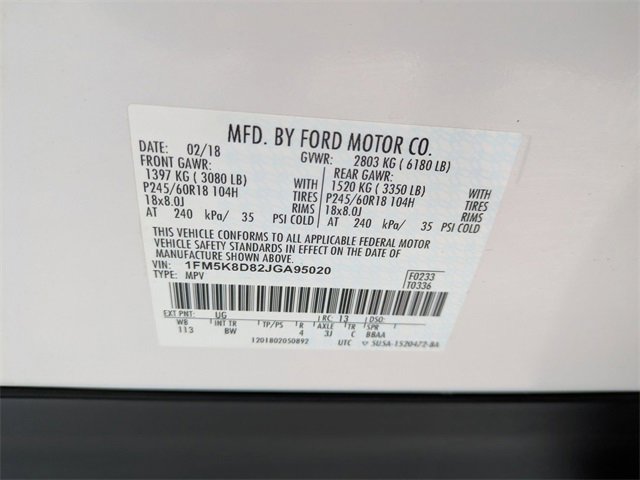 MFD. BY FORD MOTOR CO.
DATE: 02/18 GVWR: 2803 KG ( 6180 LB)
FRONT GAWR: REAR GAWR:
1397 KG ( 3080 LB) WITH 1520 KG ( 3350 LB) WITH
P245/60R18 104H TIRES P245/60R18 104H TIRES
18x8.0J RIMS 18x8.0J RIMS
AT 240 kPa/ 35 PSI COLD AT 240 kPa/ 35 PSI COLD
THIS VEHICLE CONFORMS TO ALL APPLICABLE FEDERAL MOTOR
VEHICLE SAFETY STANDARDS IN EFFECT ON THE DATE OF
MANUFACTURE SHOWN ABOVE.
VIN: 1FM5K8D82JGA95020 F0233
TYPE: MPV T0336
EXT PNT: UG RC: 13 DSO:
WB INT TR TP/PS R AXLE TR SPR
113 BW 4 3J C BBAA
1201802050892 UTC 5U5A-1520472-BA